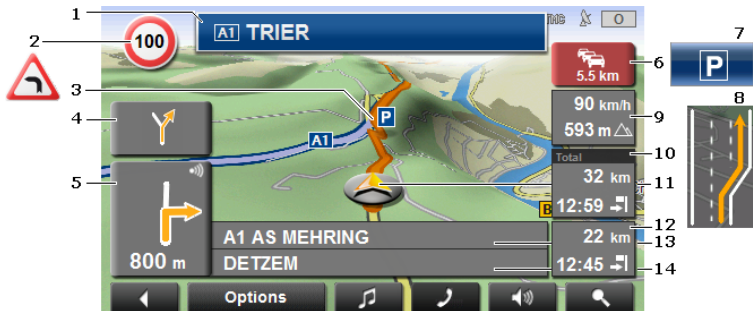 1
A1 TRIER
TMC
0
7
2
100
P
3
6
5.5 km
8
4
P
90 km/h
9
593 m
A1
Total
10
5
32 km
11
12:59
B
12
A1 AS MEHRING
22 km
13
800 m
DETZEM
12:45
14
Options